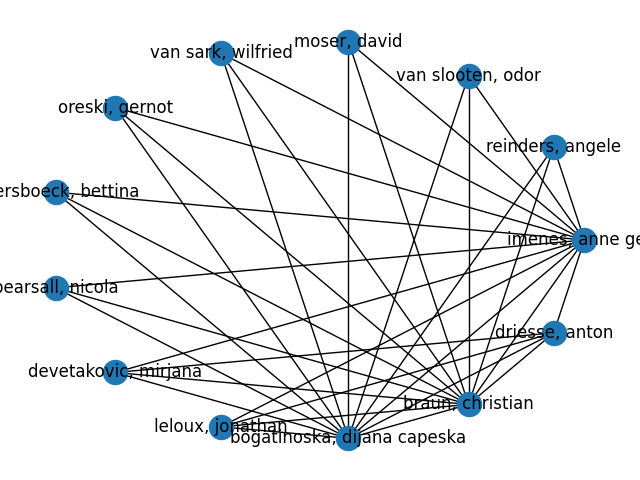 moser, david
van sark, wilfried
van slooten, odor
oreski, gernot
reinders, angele
ersboeck, bettina
imenes, anne ge
pearsall, nicola
driesse, anton
devetakovic, mirjana
braun, christian
leloux, jonathan
bogatinoska, dijana capeska